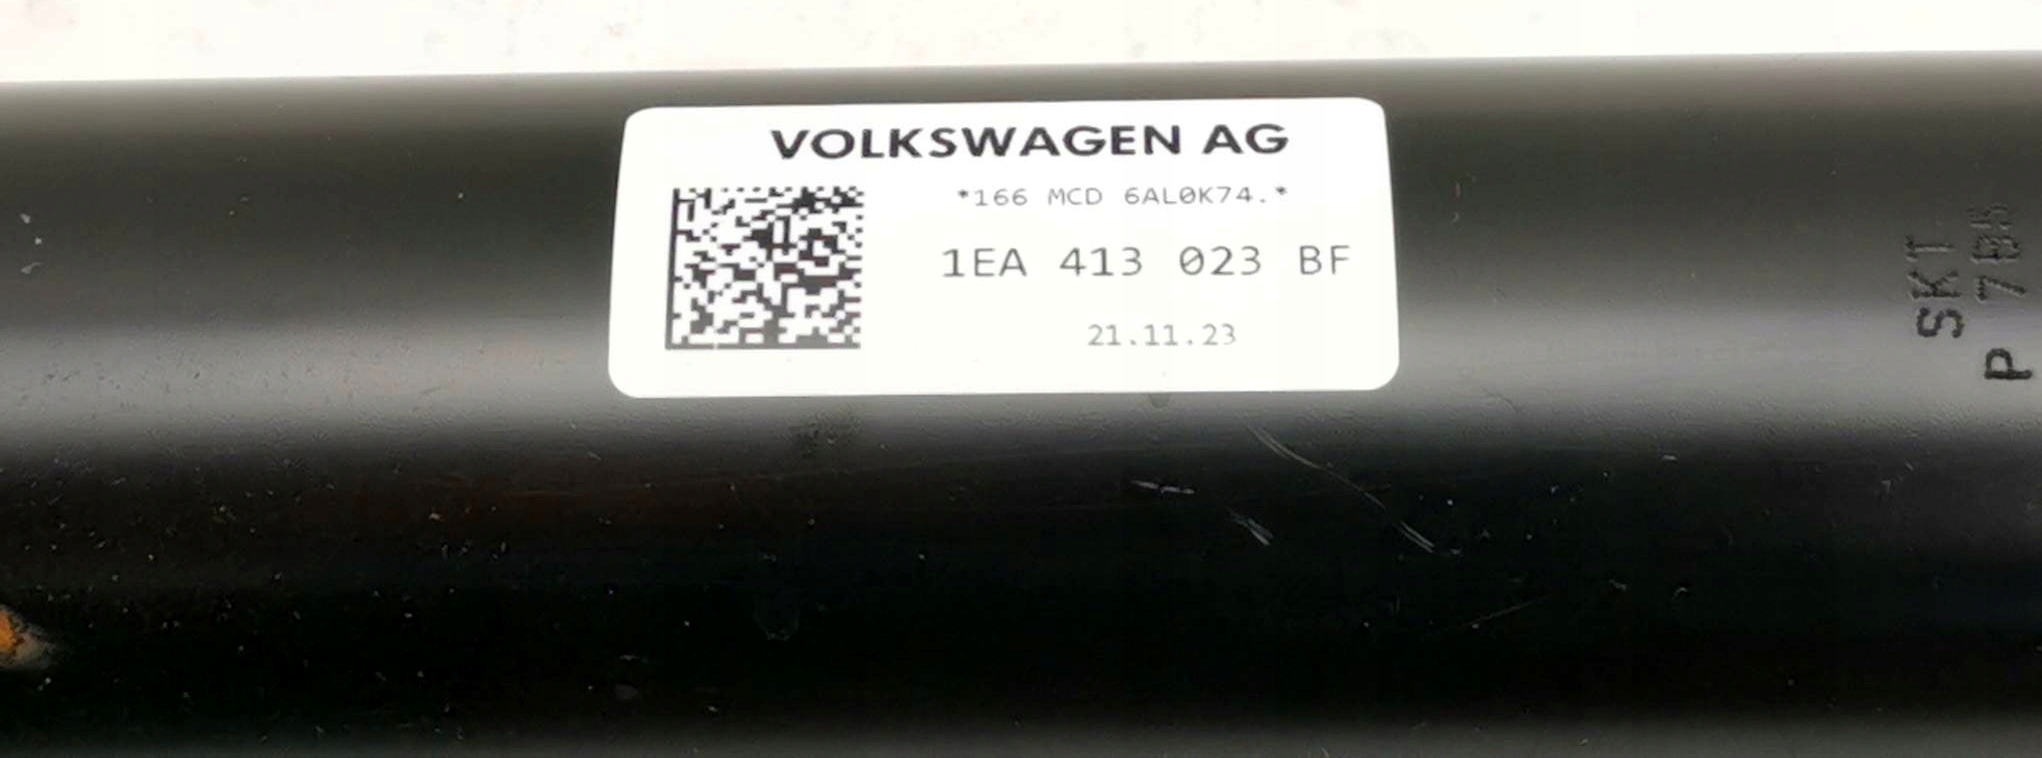 VOLKSWAGEN AG
*166 MCD 6AL0K74.*
1EA 413 023 BF
21.11.23
SKT
P 7B5